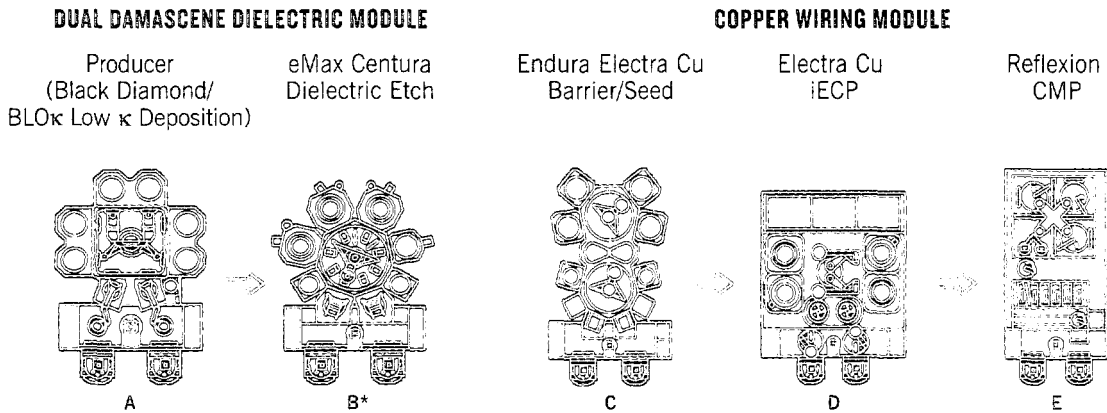 DUAL DAMASCENE DIELECTRIC MODULE
COPPER WIRING MODULE
Producer
(Black Diamond/
BLOκ Low κ Deposition)
eMax Centura
Dielectric Etch
Endura Electra Cu
Barrier/Seed
Electra Cu
iECP
Reflexion
CMP
A
B*
C
D
E